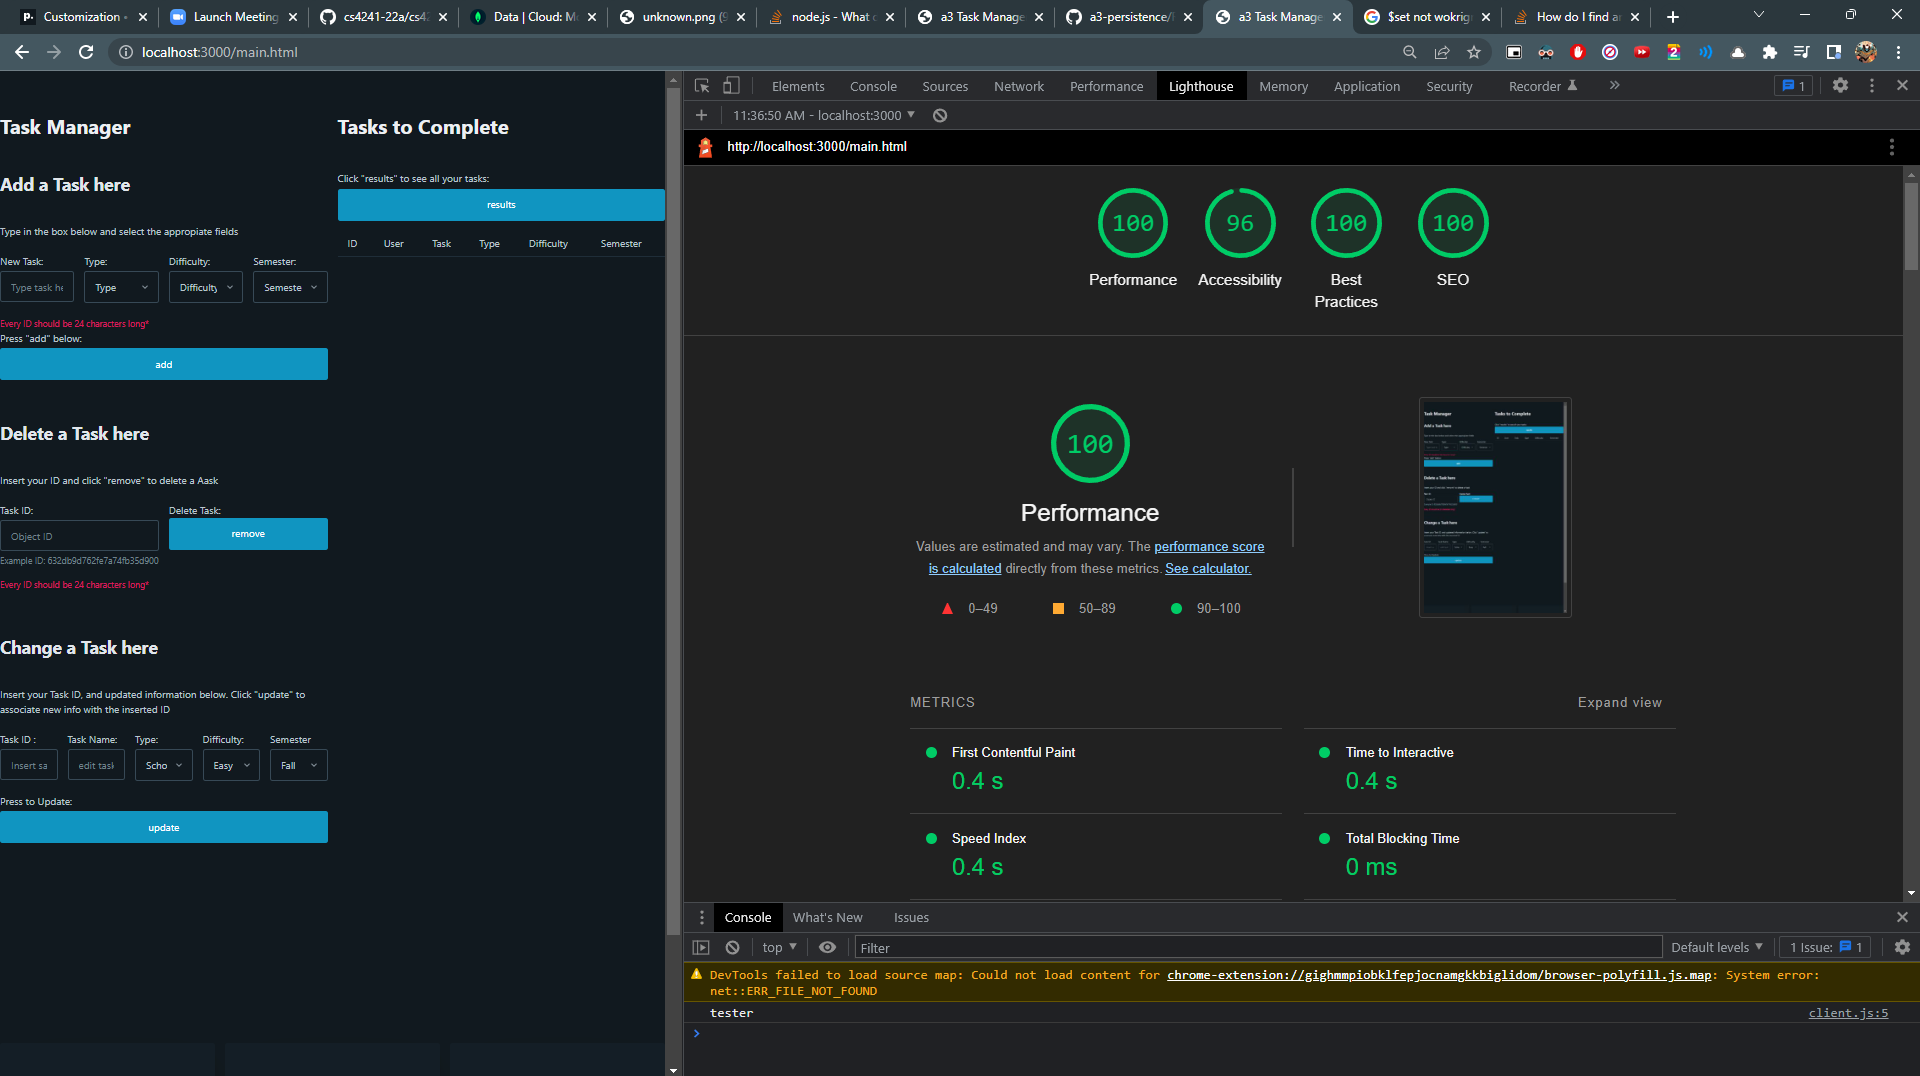 Customization
Launch Meeting
cs4241-22a/cs4
Data | Cloud: M
unknown.png (9
node.js - What
a3 Task Manage
a3-persistence/
a3 Task Manage
$set not wokrig
How do I find a
localhost:3000/main.html
Elements Console Sources Network Performance Lighthouse Memory Application Security Recorder 1
11:36:50 AM - localhost:3000
http://localhost:3000/main.html
Task Manager
Add a Task here
Type in the box below and select the appropiate fields
New Task: Type: Difficulty: Semester:
Type task he Type Difficulty Semeste
Every ID should be 24 characters long*
Press "add" below:
add
Delete a Task here
Insert your ID and click "remove" to delete a Aask
Task ID: Delete Task:
Object ID remove
Example ID: 632db9d762fe7a74fb35d900
Every ID should be 24 characters long*
Change a Task here
Insert your Task ID, and updated information below. Click "update" to
associate new info with the inserted ID
Task ID : Task Name: Type: Difficulty: Semester
Insert sa edit task Scho Easy Fall
Press to Update:
update
Tasks to Complete
Click "results" to see all your tasks:
results
ID User Task Type Difficulty Semester
100 96 100 100
Performance Accessibility Best Practices SEO
100
Performance
Values are estimated and may vary. The performance score
is calculated directly from these metrics. See calculator.
0–49 50–89 90–100
METRICS Expand view
First Contentful Paint
0.4 s
Time to Interactive
0.4 s
Speed Index
0.4 s
Total Blocking Time
0 ms
Console What's New Issues
top Filter Default levels 1 Issue: 1
DevTools failed to load source map: Could not load content for chrome-extension://gighmmpiobklfepjocnamgkkbiglidom/browser-polyfill.js.map: System error:
net::ERR_FILE_NOT_FOUND
tester client.js:5